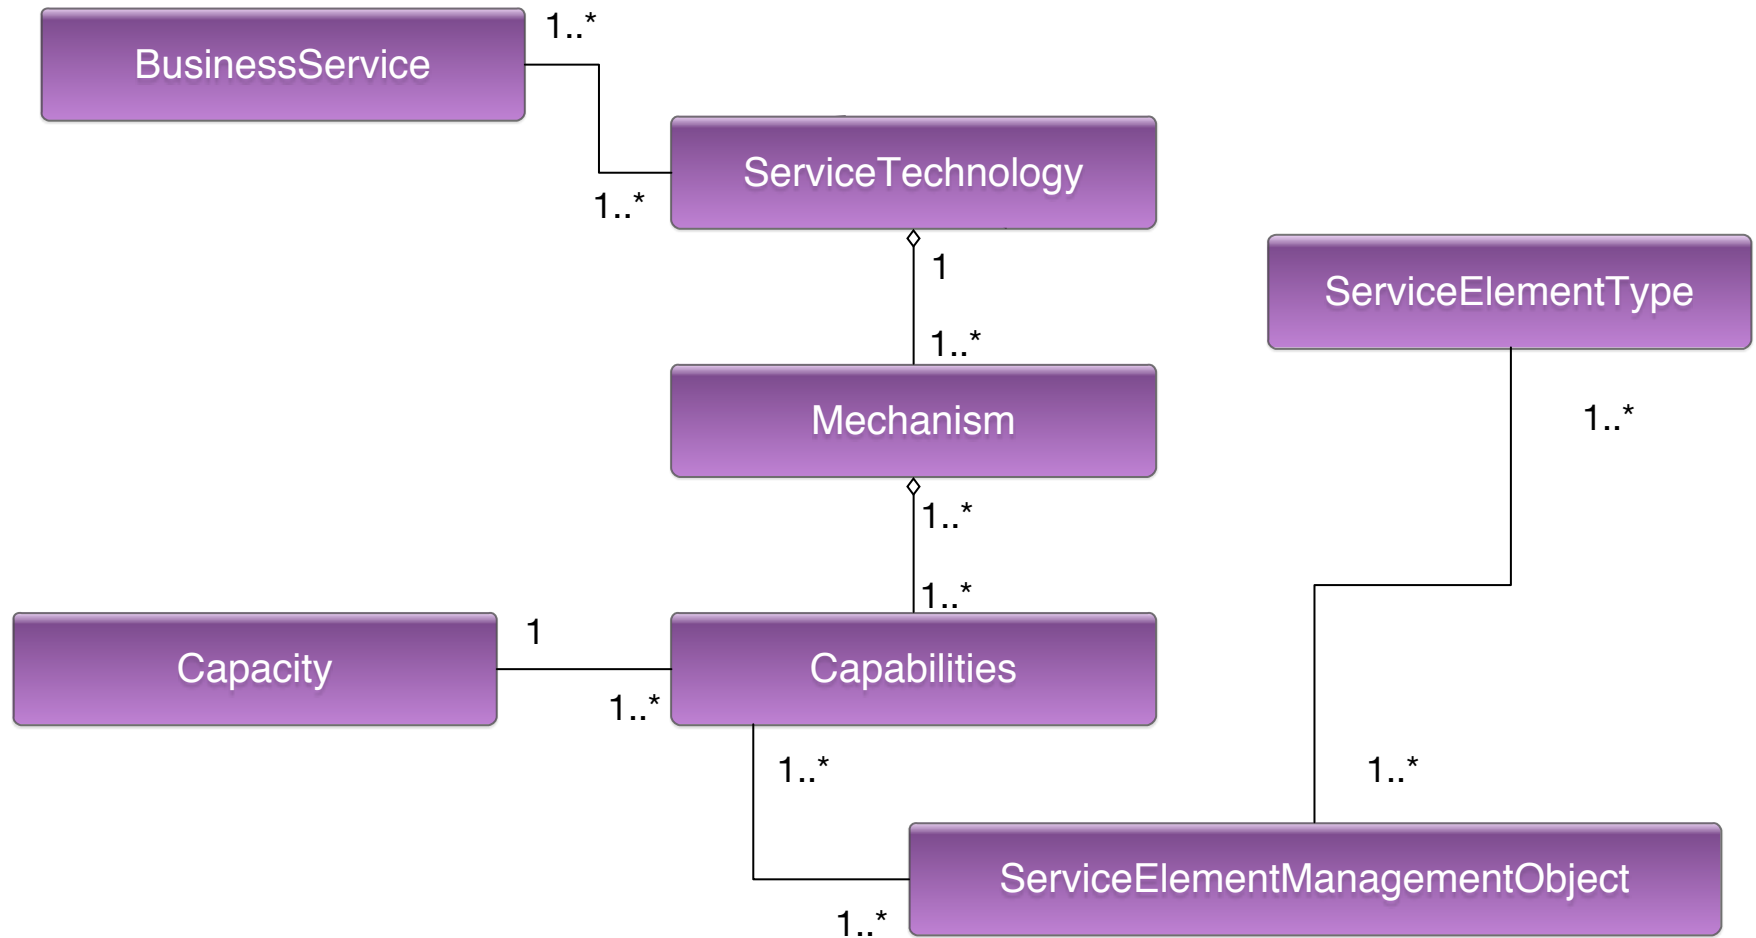 1..*
BusinessService
ServiceTechnology
1..*
1
ServiceElementType
1..*
1..*
Mechanism
1..*
1..*
1
Capacity
Capabilities
1..*
1..*
1..*
ServiceElementManagementObject
1..*